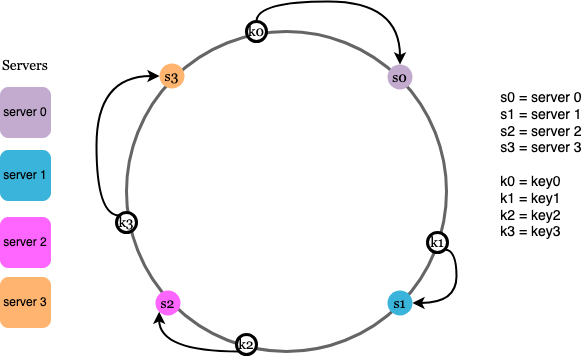 Servers
server 0
server 1
server 2
server 3
k0
s0
s3
k3
k1
s2
s1
k2
s0 = server 0
s1 = server 1
s2 = server 2
s3 = server 3
k0 = key0
k1 = key1
k2 = key2
k3 = key3